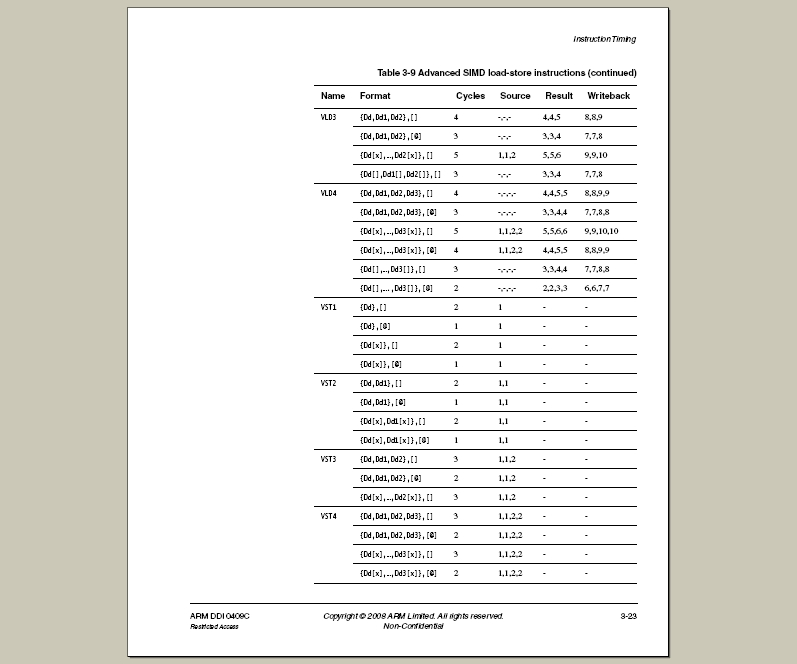 Instruction Timing
Table 3-9 Advanced SIMD load-store instructions (continued)
Name Format Cycles Source Result Writeback
VLD3 {Dd,Dd1,Dd2},[] 4 -,-,- 4,4,5 8,8,9
{Dd,Dd1,Dd2},[@] 3 -,-,- 3,3,4 7,7,8
{Dd[x],…,Dd2[x]},[] 5 1,1,2 5,5,6 9,9,10
{Dd[],Dd1[],Dd2[]},[] 3 -,-,- 3,3,4 7,7,8
VLD4 {Dd,Dd1,Dd2,Dd3},[] 4 -,-,-,- 4,4,5,5 8,8,9,9
{Dd,Dd1,Dd2,Dd3},[@] 3 -,-,-,- 3,3,4,4 7,7,8,8
{Dd[x],…,Dd3[x]},[] 5 1,1,2,2 5,5,6,6 9,9,10,10
{Dd[x],…,Dd3[x]},[@] 4 1,1,2,2 4,4,5,5 8,8,9,9
{Dd[],…,Dd3[]},[] 3 -,-,-,- 3,3,4,4 7,7,8,8
{Dd[],…,Dd3[]},[@] 2 -,-,-,- 2,2,3,3 6,6,7,7
VST1 {Dd},[] 2 1 - -
{Dd},[@] 1 1 - -
{Dd[x]},[] 2 1 - -
{Dd[x]},[@] 1 1 - -
VST2 {Dd,Dd1},[] 2 1,1 - -
{Dd,Dd1},[@] 1 1,1 - -
{Dd[x],Dd1[x]},[] 2 1,1 - -
{Dd[x],Dd1[x]},[@] 1 1,1 - -
VST3 {Dd,Dd1,Dd2},[] 3 1,1,2 - -
{Dd,Dd1,Dd2},[@] 2 1,1,2 - -
{Dd[x],…,Dd2[x]},[] 3 1,1,2 - -
VST4 {Dd,Dd1,Dd2,Dd3},[] 3 1,1,2,2 - -
{Dd,Dd1,Dd2,Dd3},[@] 2 1,1,2,2 - -
{Dd[x],…,Dd3[x]},[] 3 1,1,2,2 - -
{Dd[x],…,Dd3[x]},[@] 2 1,1,2,2 - -
ARM DDI 0409C Copyright © 2008 ARM Limited. All rights reserved. 3-23
Restricted Access Non-Confidential